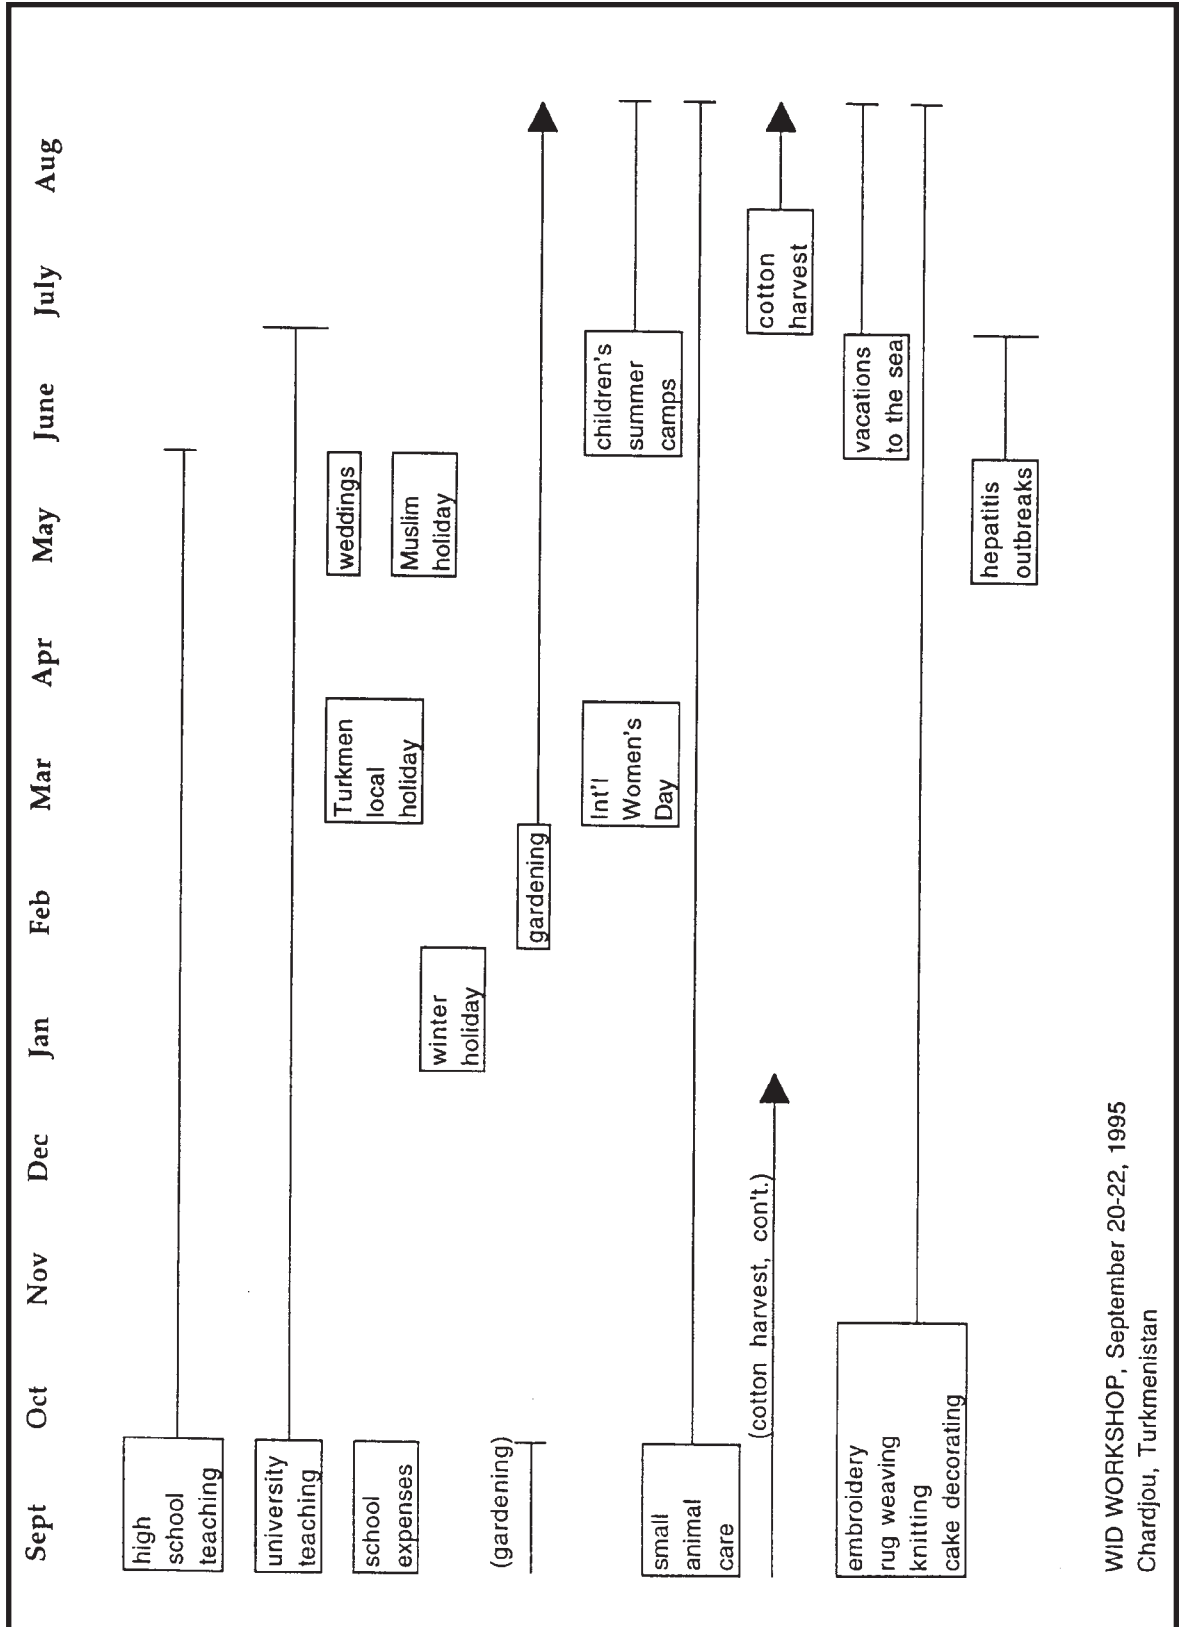 Sept Oct Nov Dec Jan Feb Mar Apr May June July Aug
high
school
teaching
university
teaching
school
expenses
Turkmen
local
holiday
weddings
Muslim
holiday
winter
holiday
(gardening)
gardening
Int'l
Women's
Day
children's
summer
camps
small
animal
care
(cotton harvest, con't.)
cotton
harvest
embroidery
rug weaving
knitting
cake decorating
vacations
to the sea
hepatitis
outbreaks
WID WORKSHOP, September 20-22, 1995
Chardjou, Turkmenistan